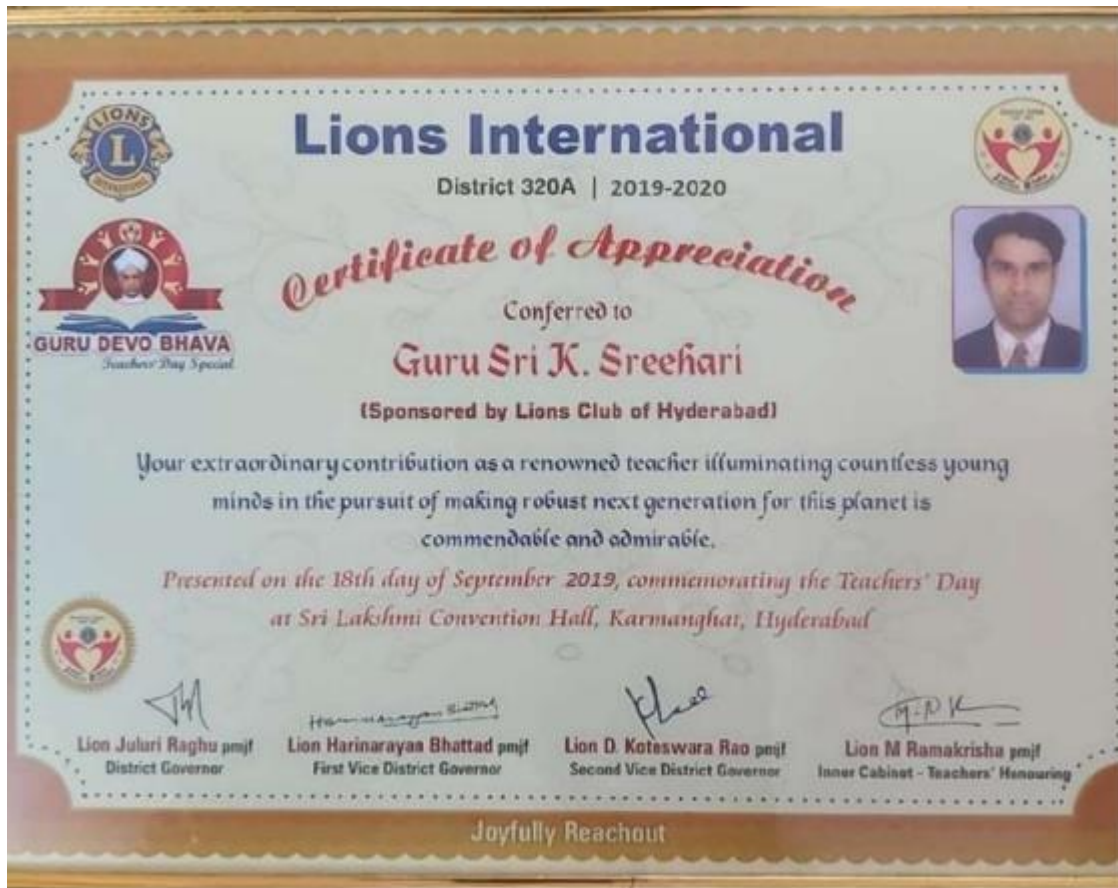 LIONS
L
INTERNATIONAL
Lions International
District 320A | 2019-2020
Certificate of Appreciation
GURU DEVO BHAVA
Teachers' Day Special
Conferred to
Guru Sri K. Sreehari
(Sponsored by Lions Club of Hyderabad)
Your extraordinary contribution as a renowned teacher illuminating countless young
minds in the pursuit of making robust next generation for this planet is
commendable and admirable.
Presented on the 18th day of September 2019, commemorating the Teachers' Day
at Sri Lakshmi Convention Hall, Karmanghat, Hyderabad
Lion Juluri Raghu pmjf
District Governor
Lion Harinarayan Bhattad pmjf
First Vice District Governor
Lion D. Koteswara Rao pmjf
Second Vice District Governor
Lion M Ramakrisha pmjf
Inner Cabinet - Teachers' Honouring
Joyfully Reachout